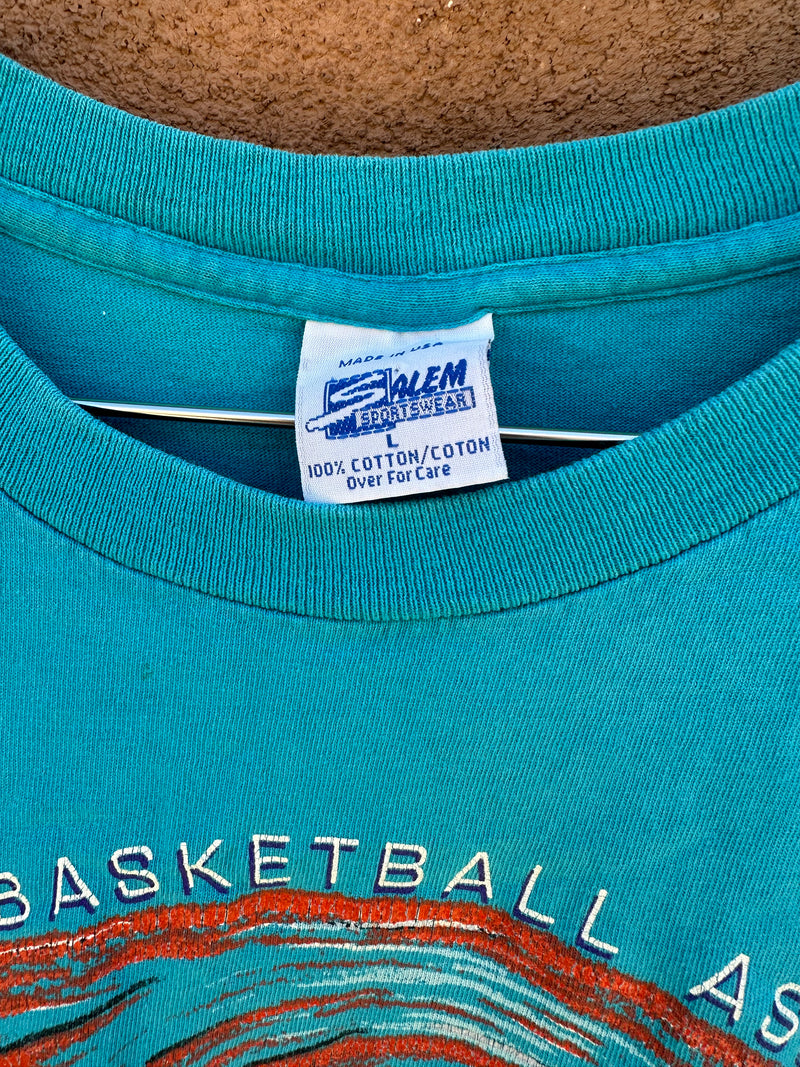 MADE IN USA
SALEM
SPORTSWEAR
L
100% COTTON/COTON
Over For Care
BASKETBALL AS